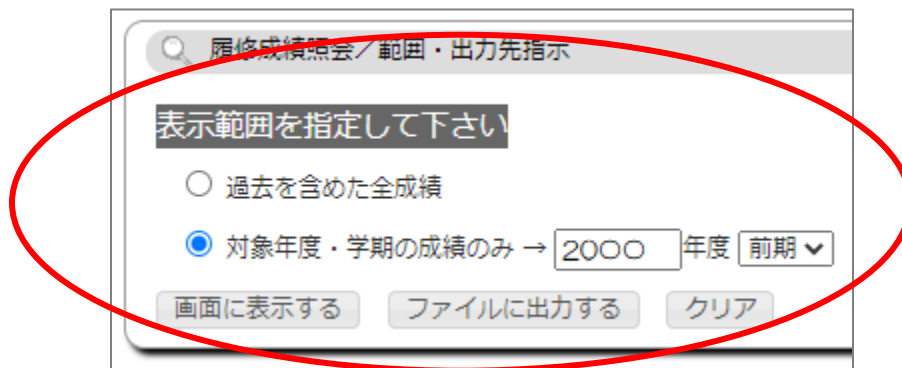 履修成績照会／範囲・出力先指示
表示範囲を指定して下さい
過去を含めた全成績
対象年度・学期の成績のみ → 2000 年度 前期
画面に表示する ファイルに出力する クリア